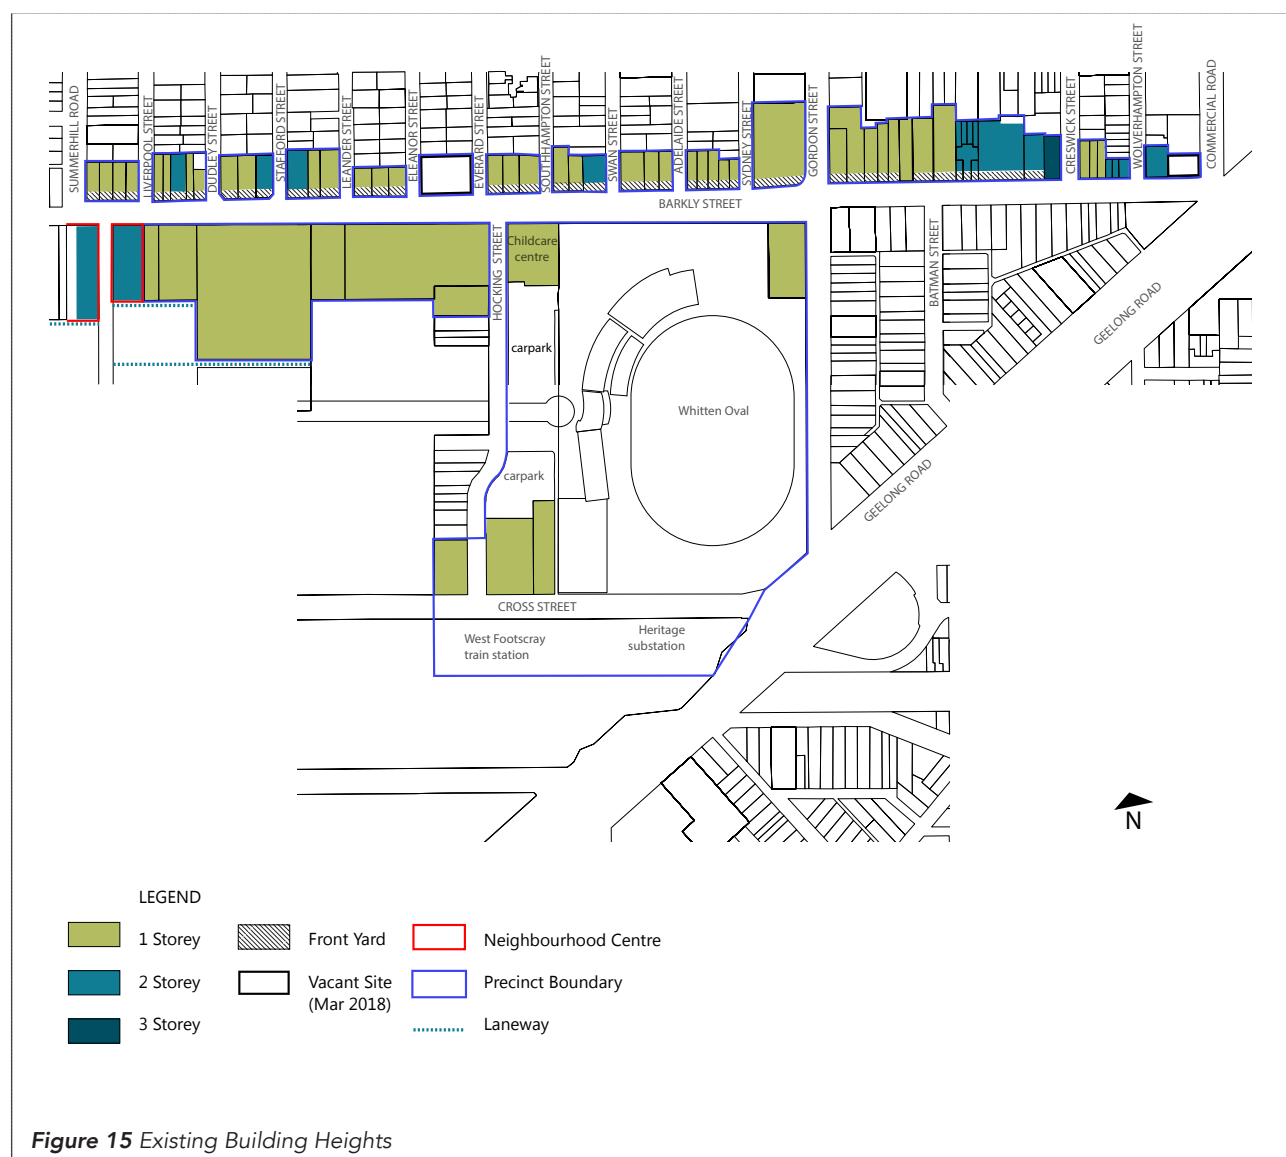 SUMMERHILL ROAD
LIVERPOOL STREET
DUDLEY STREET
STAFFORD STREET
LEANDER STREET
ELEANOR STREET
EVERARD STREET
SOUTHHAMPTON STREET
SWAN STREET
ADELAIDE STREET
SYDNEY STREET
GORDON STREET
CRESWICK STREET
WOLVERHAMPTON STREET
COMMERCIAL ROAD
BARKLY STREET
HOCKING STREET
Childcare
centre
BATMAN STREET
GEELONG ROAD
carpark
Whitten Oval
carpark
GEELONG ROAD
CROSS STREET
West Footscray
train station
Heritage
substation
N
LEGEND
1 Storey
2 Storey
3 Storey
Front Yard
Vacant Site
(Mar 2018)
Neighbourhood Centre
Precinct Boundary
Laneway
Figure 15 Existing Building Heights